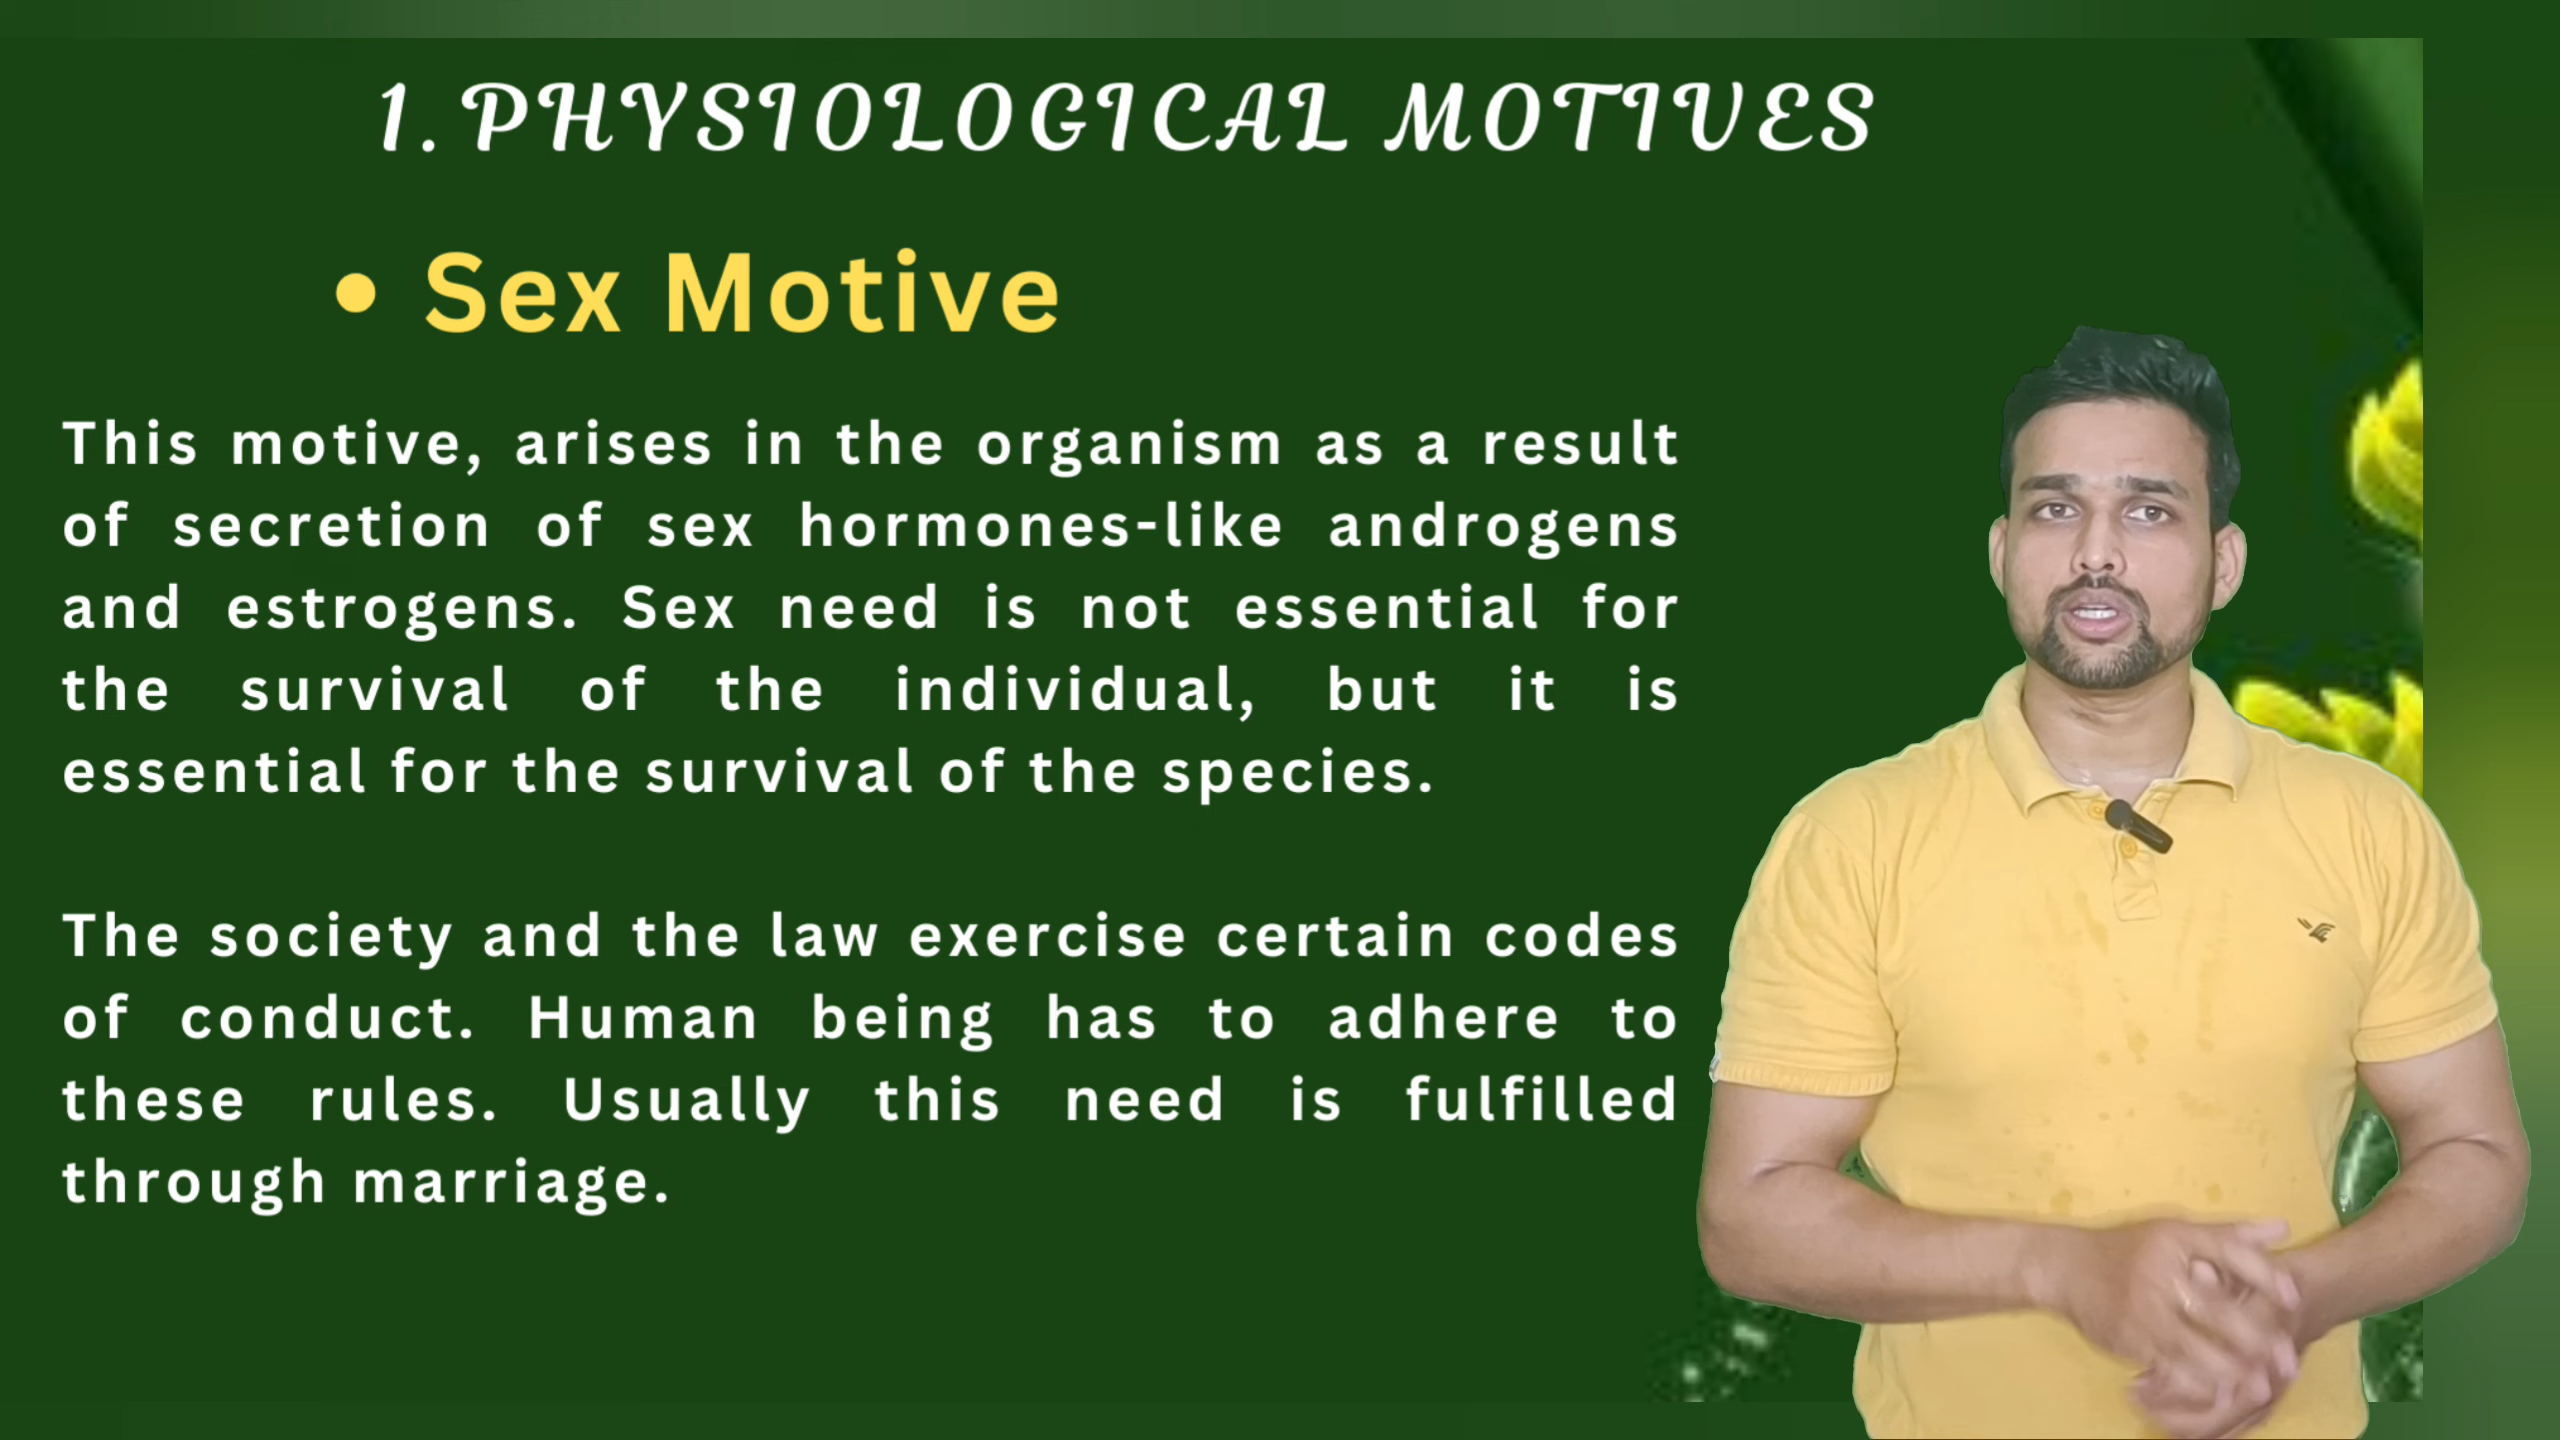 1. PHYSIOLOGICAL MOTIVES
• Sex Motive
This motive, arises in the organism as a result
of secretion of sex hormones-like androgens
and estrogens. Sex need is not essential for
the survival of the individual, but it is
essential for the survival of the species.
The society and the law exercise certain codes
of conduct. Human being has to adhere to
these rules. Usually this need is fulfilled
through marriage.